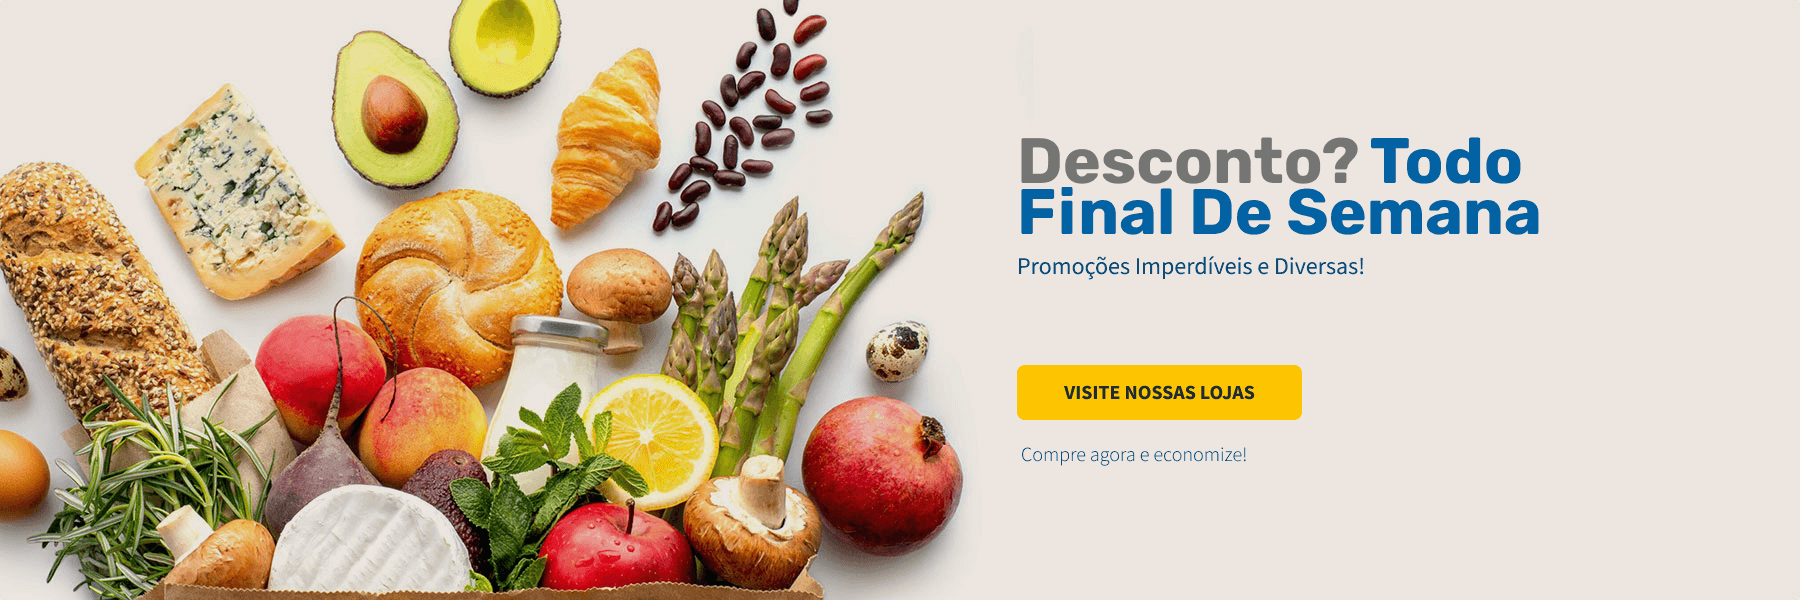 Desconto? Todo
Final De Semana
Promoções Imperdíveis e Diversas!
VISITE NOSSAS LOJAS
Compre agora e economize!